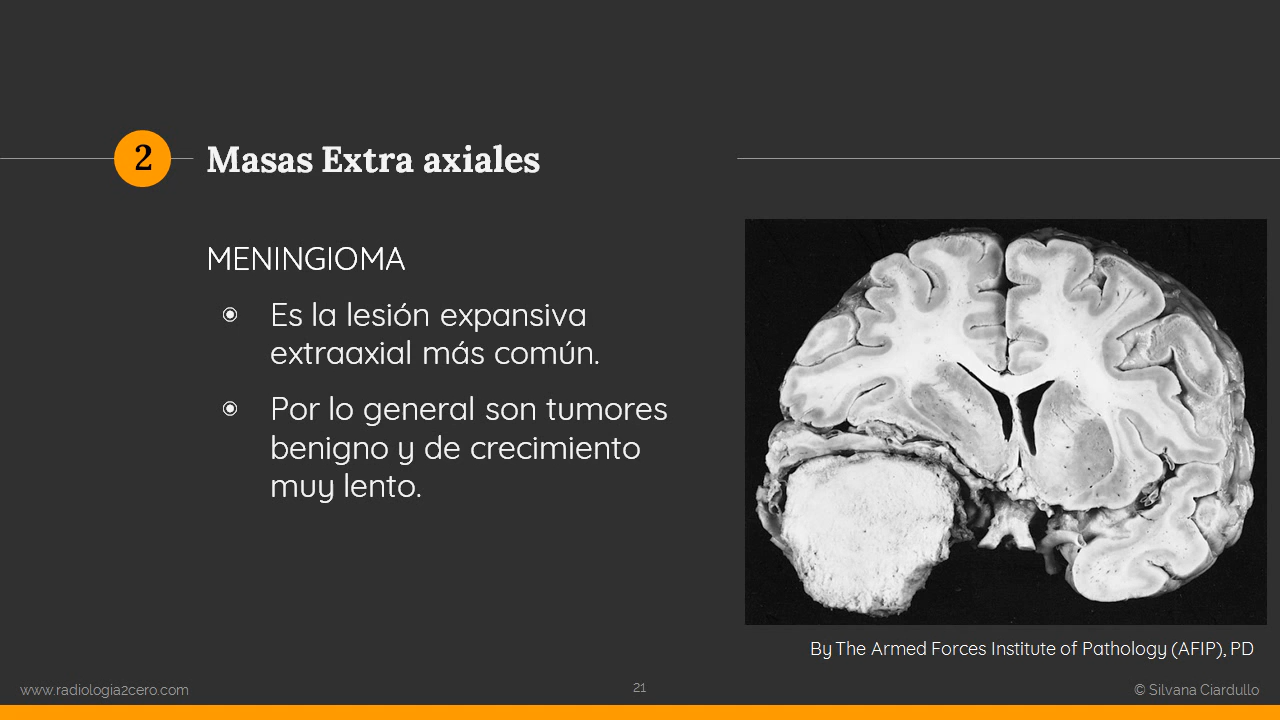 2
Masas Extra axiales
MENINGIOMA
Es la lesión expansiva
extraaxial más común.
Por lo general son tumores
benigno y de crecimiento
muy lento.
By The Armed Forces Institute of Pathology (AFIP), PD
www.radiologia2cero.com
21
© Silvana Ciardullo